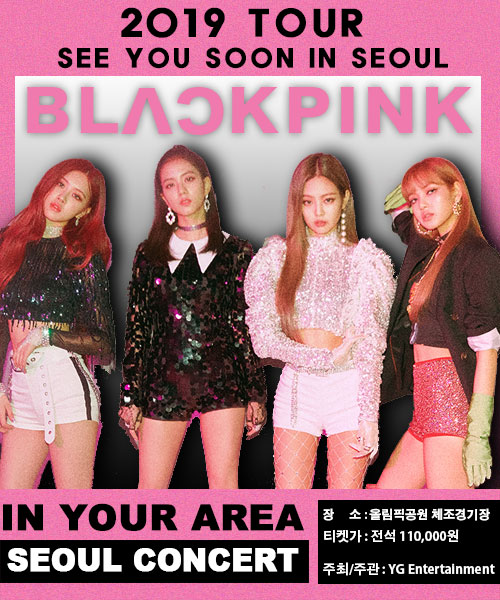 2019 TOUR
SEE YOU SOON IN SEOUL
BLACKPINK
IN YOUR AREA
SEOUL CONCERT
장 소 : 올림픽공원 체조경기장
티켓가 : 전석 110,000원
주최/주관 : YG Entertainment